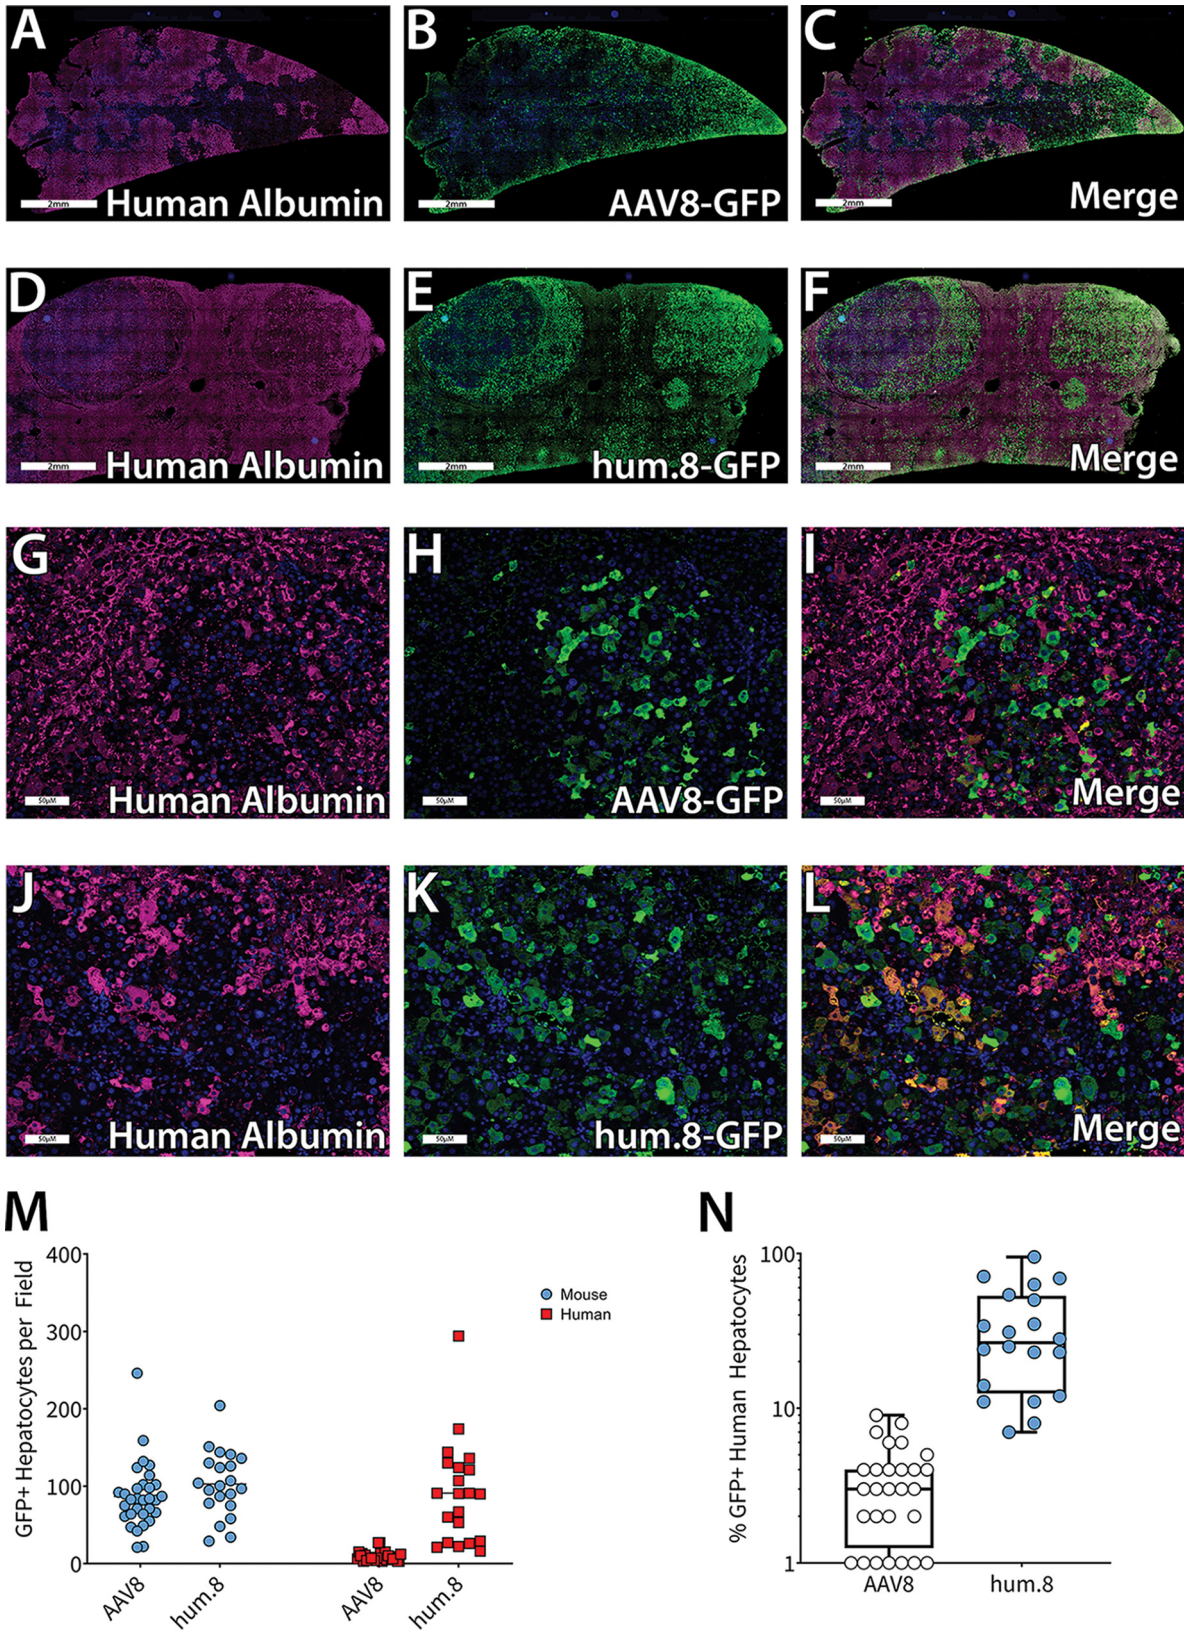 A
B
C
2mm
Human Albumin
2mm
AAV8-GFP
2mm
Merge
D
E
F
2mm
Human Albumin
2mm
hum.8-GFP
2mm
Merge
G
H
I
50µM
Human Albumin
50µM
AAV8-GFP
50µM
Merge
J
K
L
50µM
Human Albumin
50µM
hum.8-GFP
50µM
Merge
M
GFP+ Hepatocytes per Field
400
300
200
100
0
AAV8
hum.8
AAV8
hum.8
Mouse
Human
N
% GFP+ Human Hepatocytes
100
10
1
AAV8
hum.8